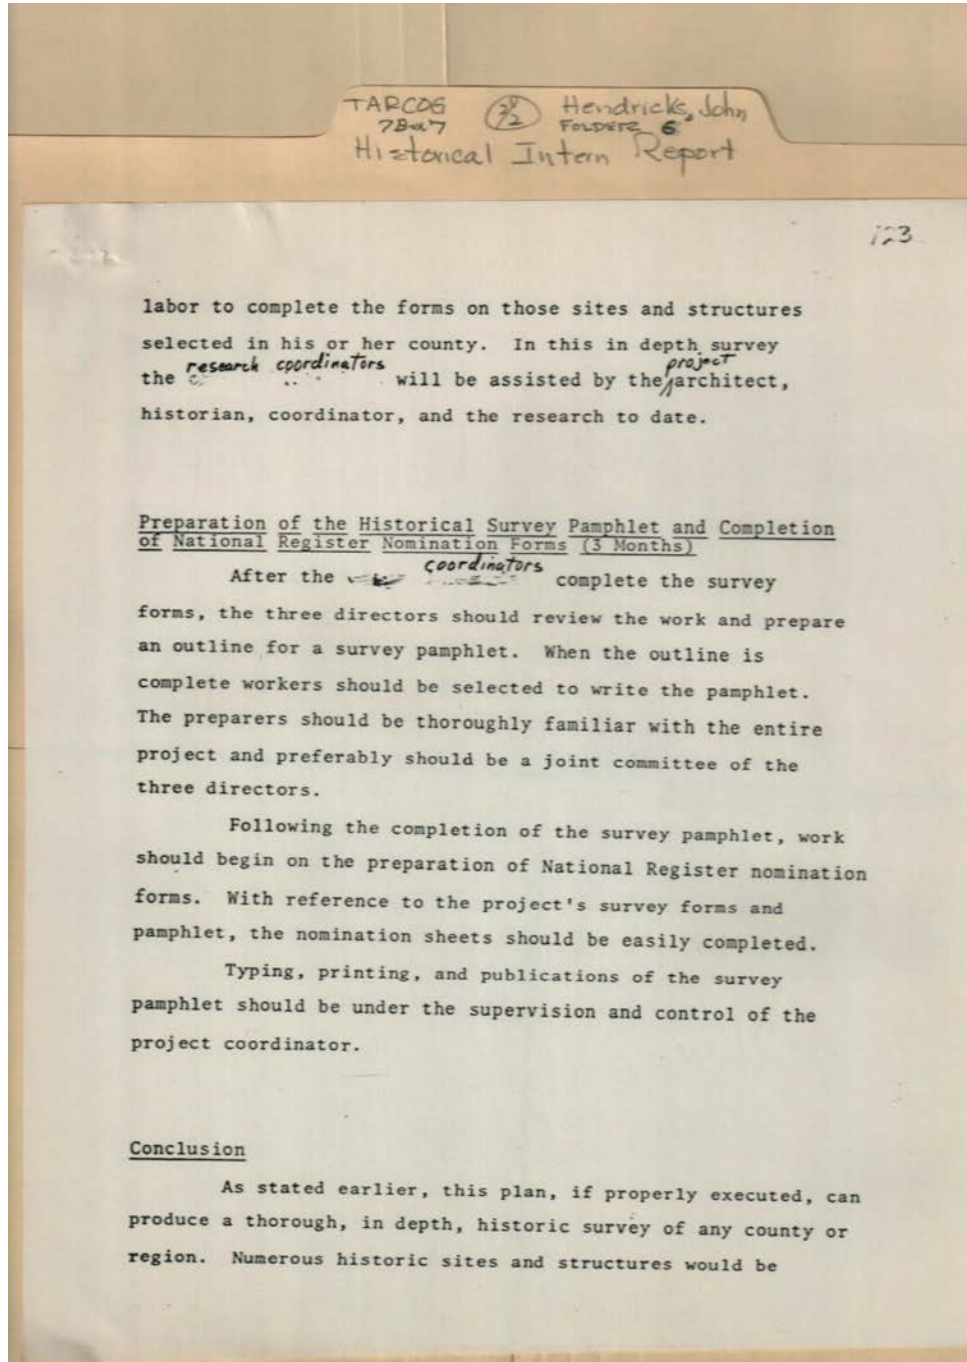 TARCOG Hendricks, John
FOLDER 6
Historical Intern Report
123
labor to complete the forms on those sites and structures
selected in his or her county. In this in depth survey
the research coordinators will be assisted by the project architect,
historian, coordinator, and the research to date.
Preparation of the Historical Survey Pamphlet and Completion
of National Register Nomination Forms (3 Months)
After the coordinators complete the survey
forms, the three directors should review the work and prepare
an outline for a survey pamphlet. When the outline is
complete workers should be selected to write the pamphlet.
The preparers should be thoroughly familiar with the entire
project and preferably should be a joint committee of the
three directors.
Following the completion of the survey pamphlet, work
should begin on the preparation of National Register nomination
forms. With reference to the project's survey forms and
pamphlet, the nomination sheets should be easily completed.
Typing, printing, and publications of the survey
pamphlet should be under the supervision and control of the
project coordinator.
Conclusion
As stated earlier, this plan, if properly executed, can
produce a thorough, in depth, historic survey of any county or
region. Numerous historic sites and structures would be